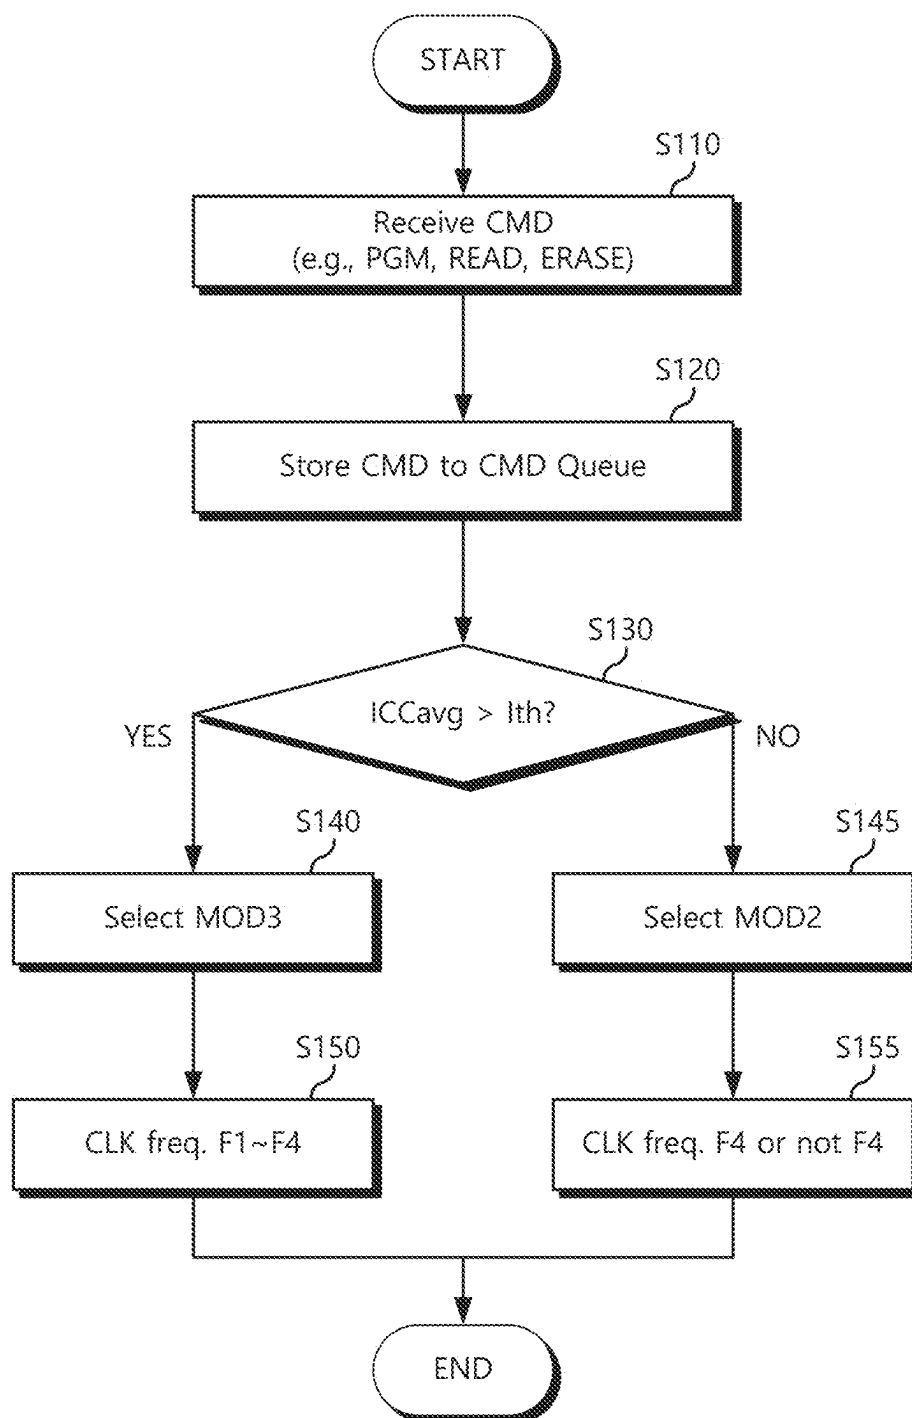 START
S110
Receive CMD
(e.g., PGM, READ, ERASE)
S120
Store CMD to CMD Queue
S130
ICCavg > Ith?
YES
NO
S140
S145
Select MOD3
Select MOD2
S150
S155
CLK freq. F1~F4
CLK freq. F4 or not F4
END